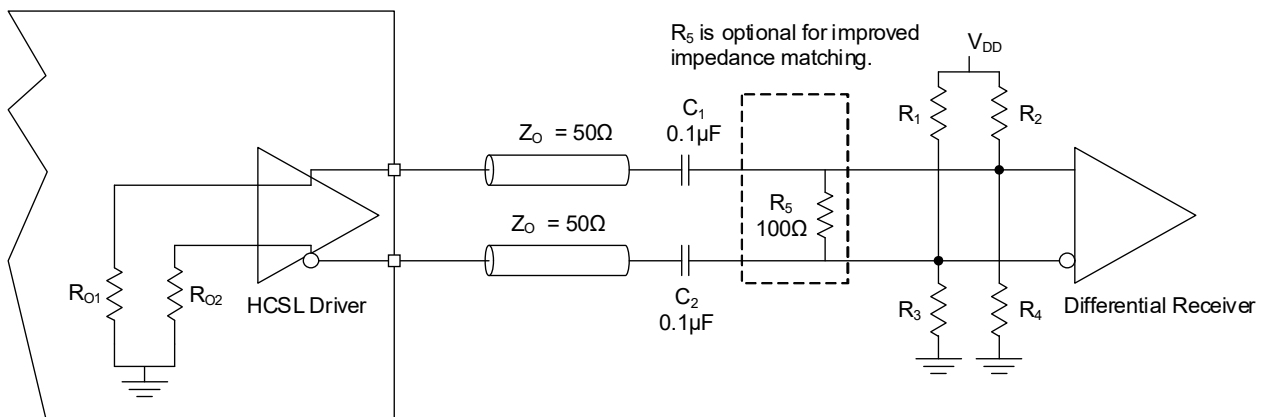 R5 is optional for improved
impedance matching.
VDD
C1
0.1µF
R1
R2
ZO = 50Ω
R5
100Ω
ZO = 50Ω
RO1
RO2
HCSL Driver
C2
0.1µF
R3
R4
Differential Receiver